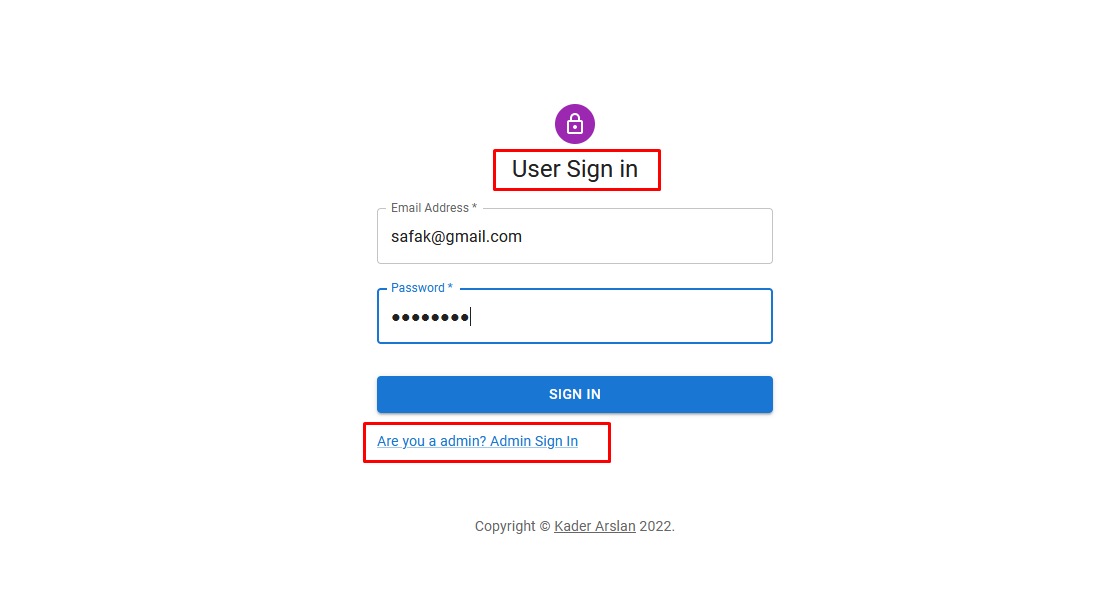 User Sign in
Email Address *
safak@gmail.com
Password *
••••••••
SIGN IN
Are you a admin? Admin Sign In
Copyright © Kader Arslan 2022.